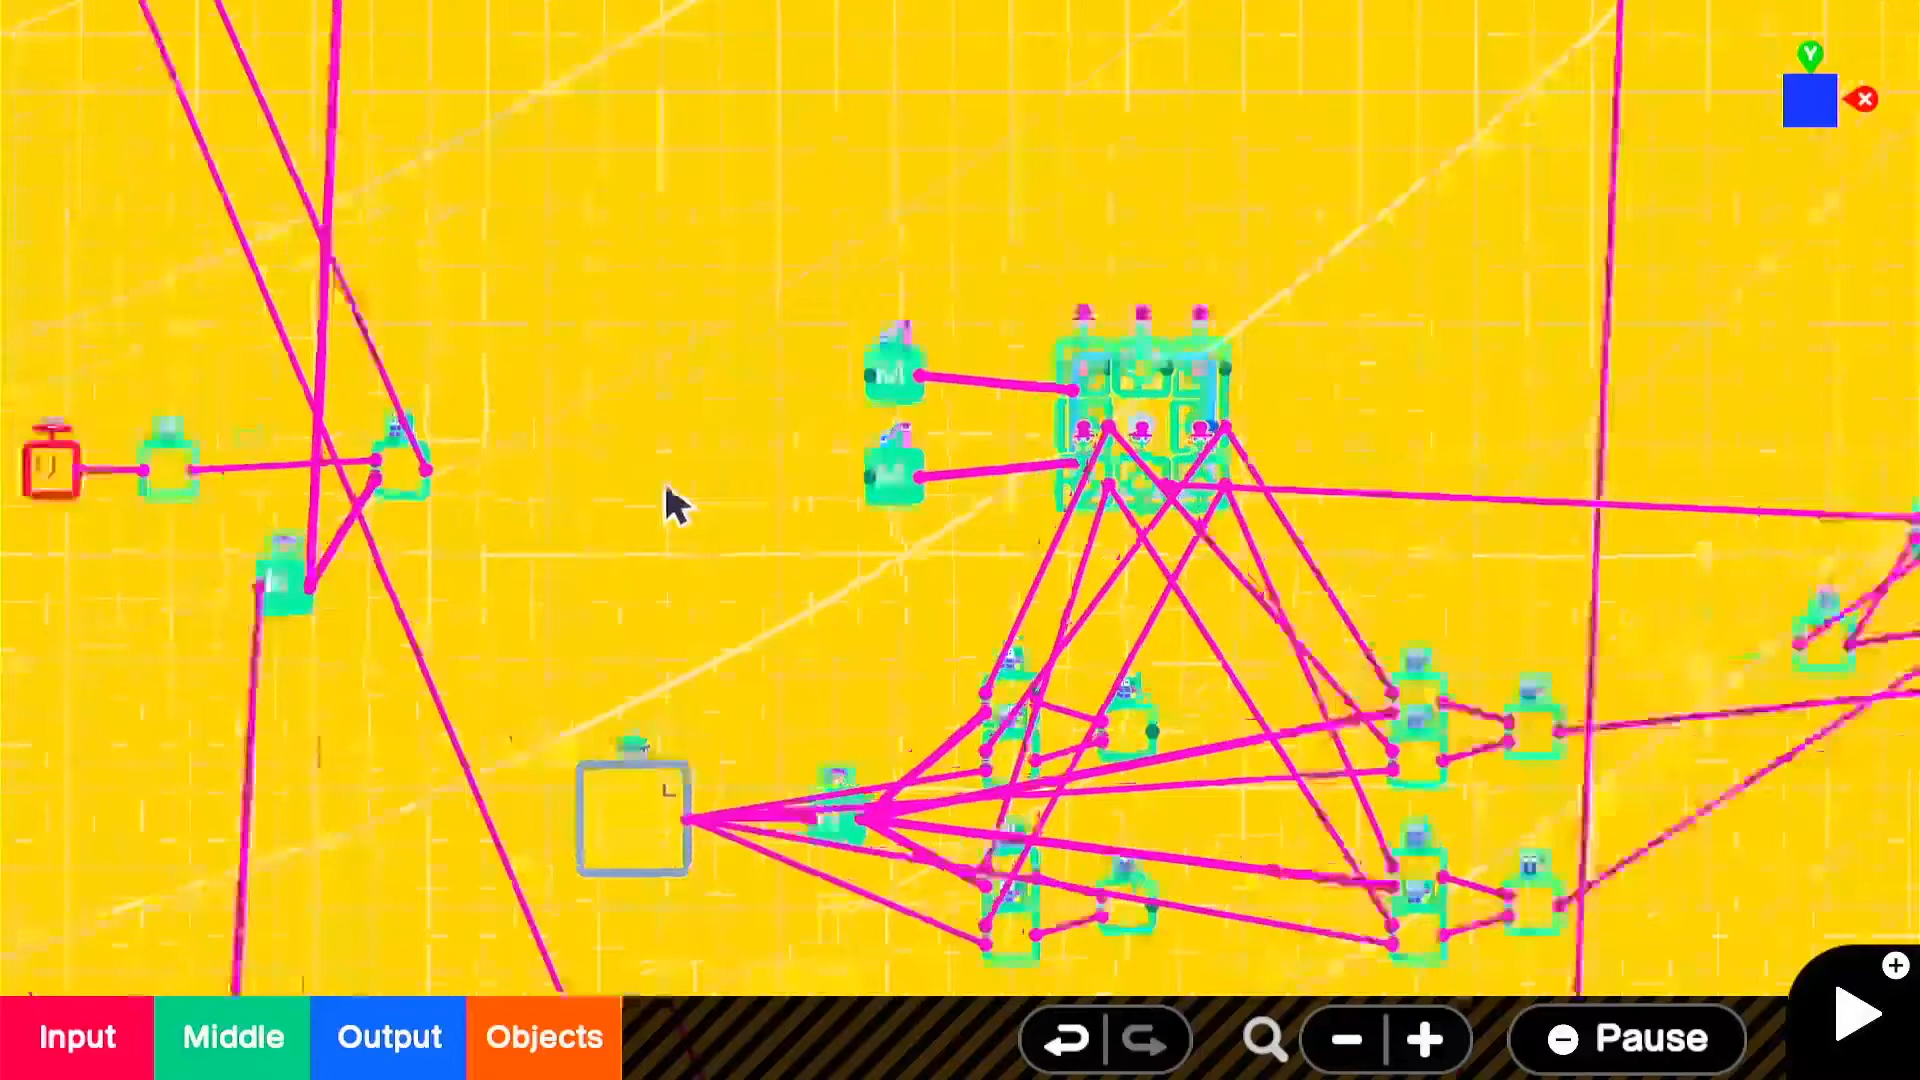 Y
X
Input
Middle
Output
Objects
Pause